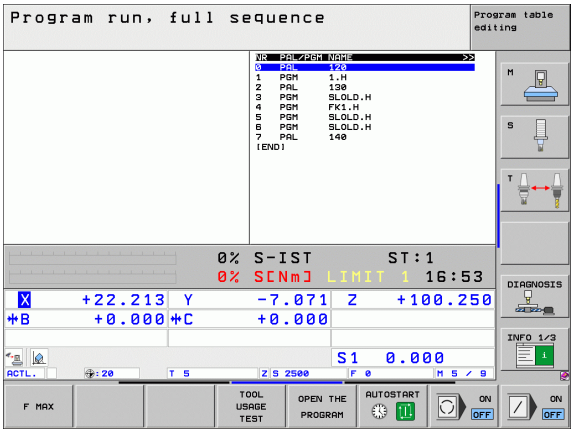 Program run, full sequence
Program table
editing
NR PAL/PGM NAME >>
0 PAL 120
1 PGM 1.H
2 PAL 130
3 PGM SLOLD.H
4 PGM FK1.H
5 PGM SLOLD.H
6 PGM SLOLD.H
7 PAL 140
[END]
M
S
T
0% S-IST ST:1
0% S[Nm] LIMIT 1 16:53
X +22.213 Y -7.071 Z +100.250
B +0.000 C +0.000
S1 0.000
ACTL. :20 T 5 Z S 2500 F 0 M 5 / 9
DIAGNOSIS
INFO 1/3
F MAX
TOOL
USAGE
TEST
OPEN THE
PROGRAM
AUTOSTART
ON
OFF
ON
OFF